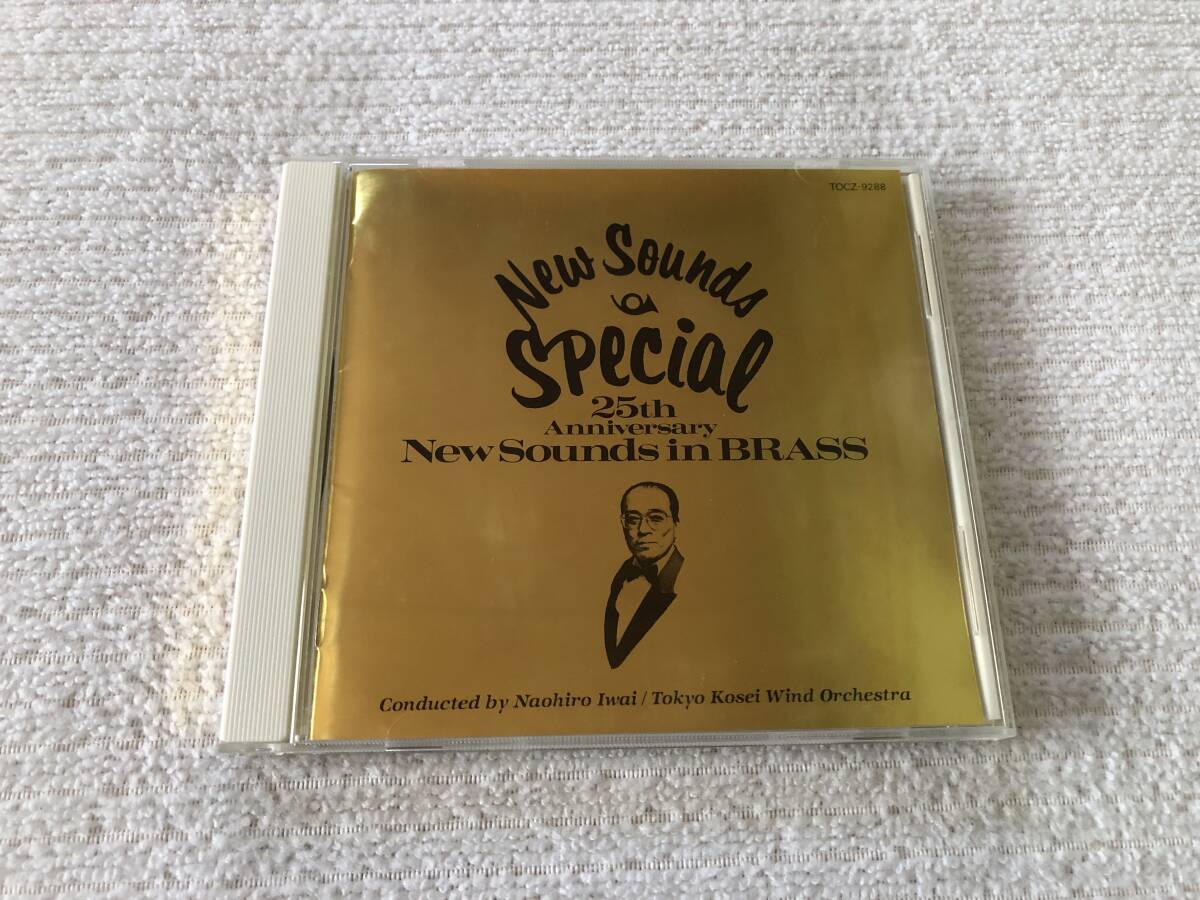 TOCZ-9288
New Sounds
Special
25th
Anniversary
New Sounds in BRASS
Conducted by Naohiro Iwai / Tokyo Kosei Wind Orchestra